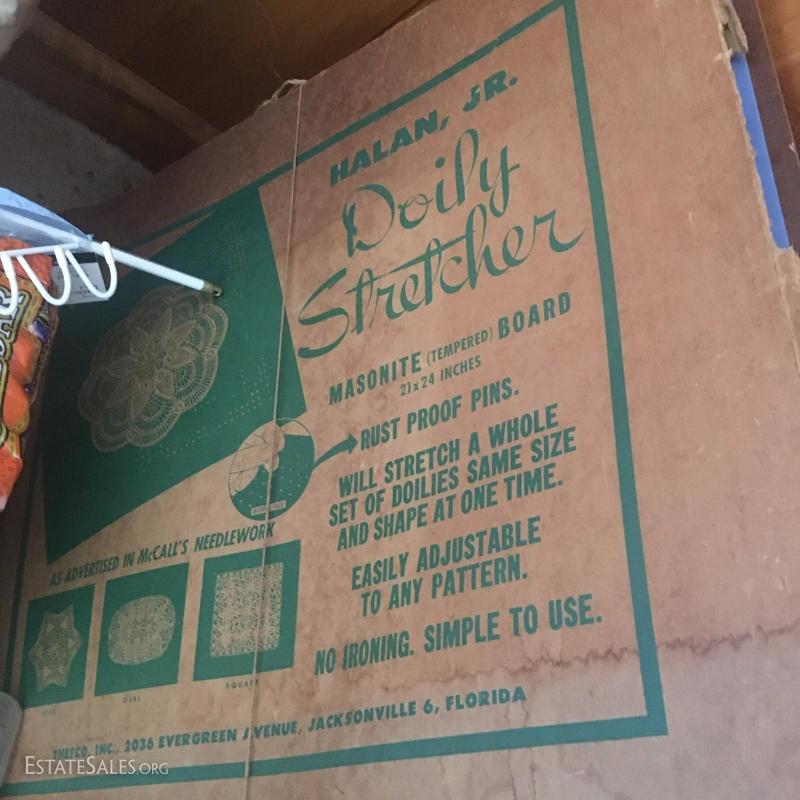 HALAN, JR.
Doily
Stretcher
MASONITE (TEMPERED) BOARD
21x24 INCHES
RUST PROOF PINS.
WILL STRETCH A WHOLE
SET OF DOILIES SAME SIZE
AND SHAPE AT ONE TIME.
EASILY ADJUSTABLE
TO ANY PATTERN.
NO IRONING. SIMPLE TO USE.
AS ADVERTISED IN McCALL'S NEEDLEWORK
STAR
OVAL
SQUARE
INC., 2036 EVERGREEN AVENUE, JACKSONVILLE 6, FLORIDA
ESTATESALES.ORG